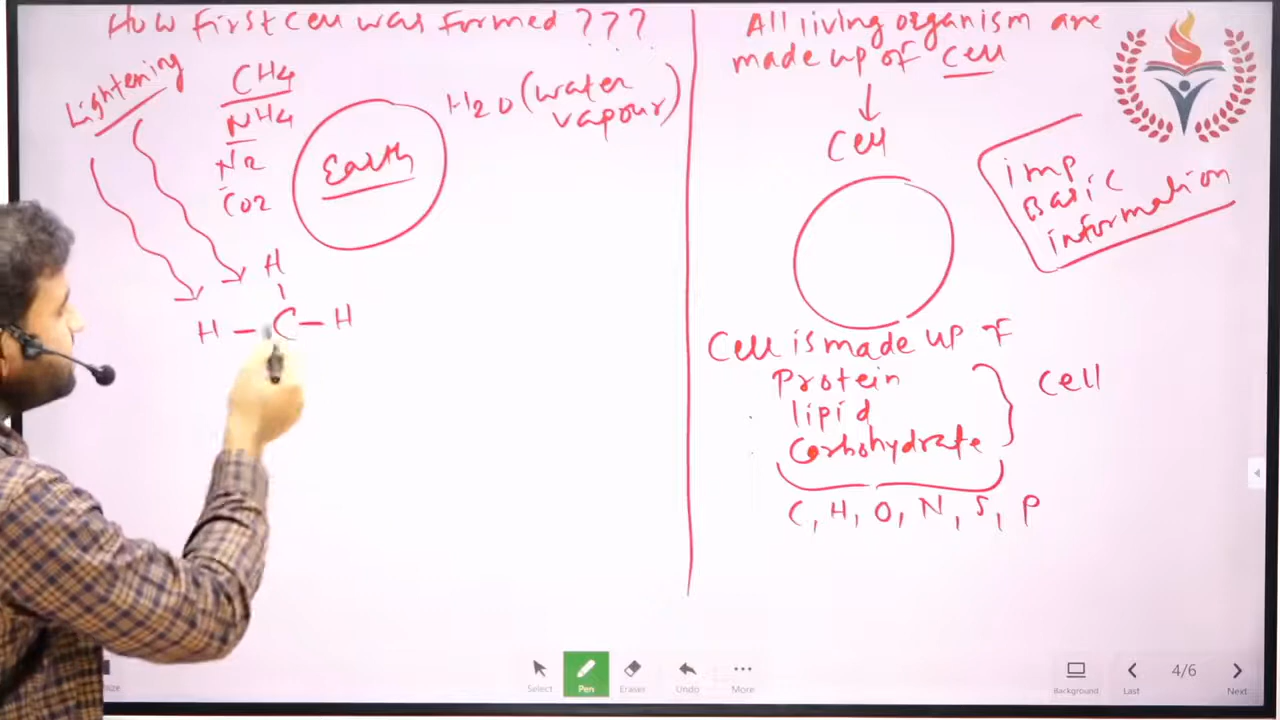 How First Cell was formed ???
Lightening
CH4
NH4
N2
CO2
Earth
H2O (water
vapour)
H
H - C - H
All living organism are
made up of cell
Cell
imp
Basic
information
Cell is made up of
Protein
lipid
Carbohydrate
Cell
C, H, O, N, S, P
Select
Pen
Eraser
Undo
More
Background
Last
4/6
Next